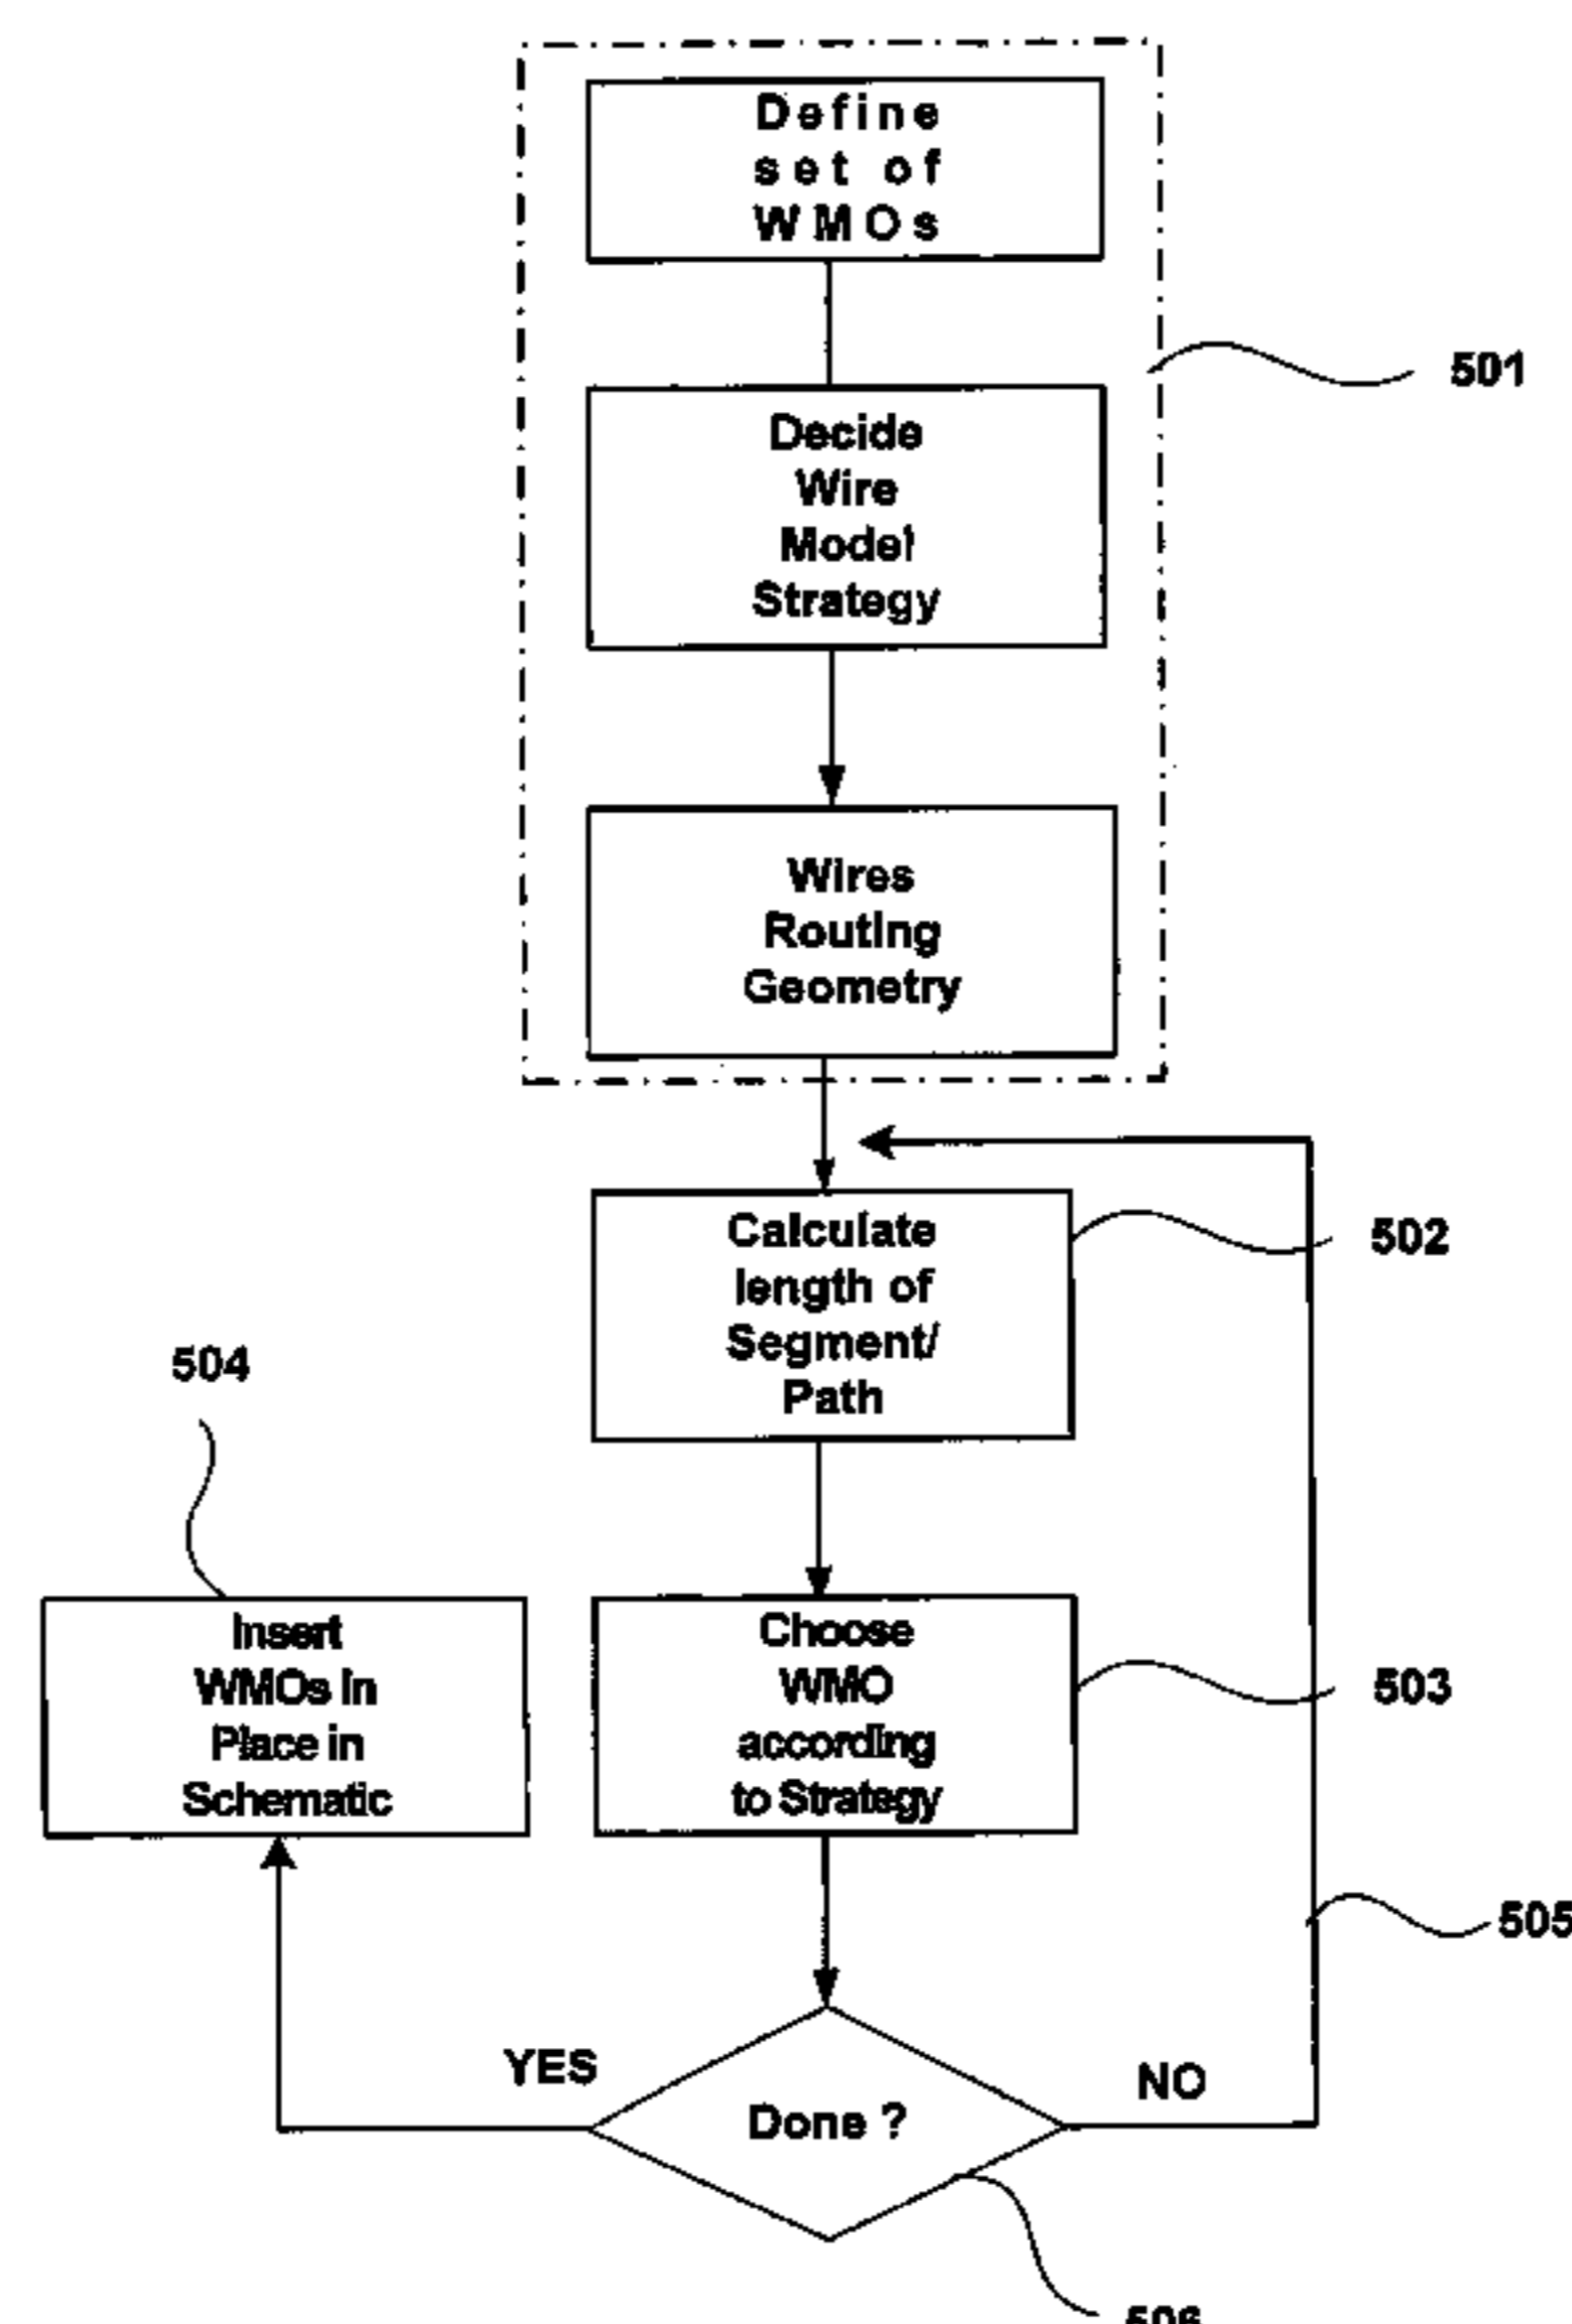 Define
set of
WMOs
501
Decide
Wire
Model
Strategy
Wires
Routing
Geometry
Calculate
length of
Segment/
Path
502
504
Insert
WMOs in
Place in
Schematic
Choose
WMO
according
to Strategy
503
505
YES
NO
Done ?
506